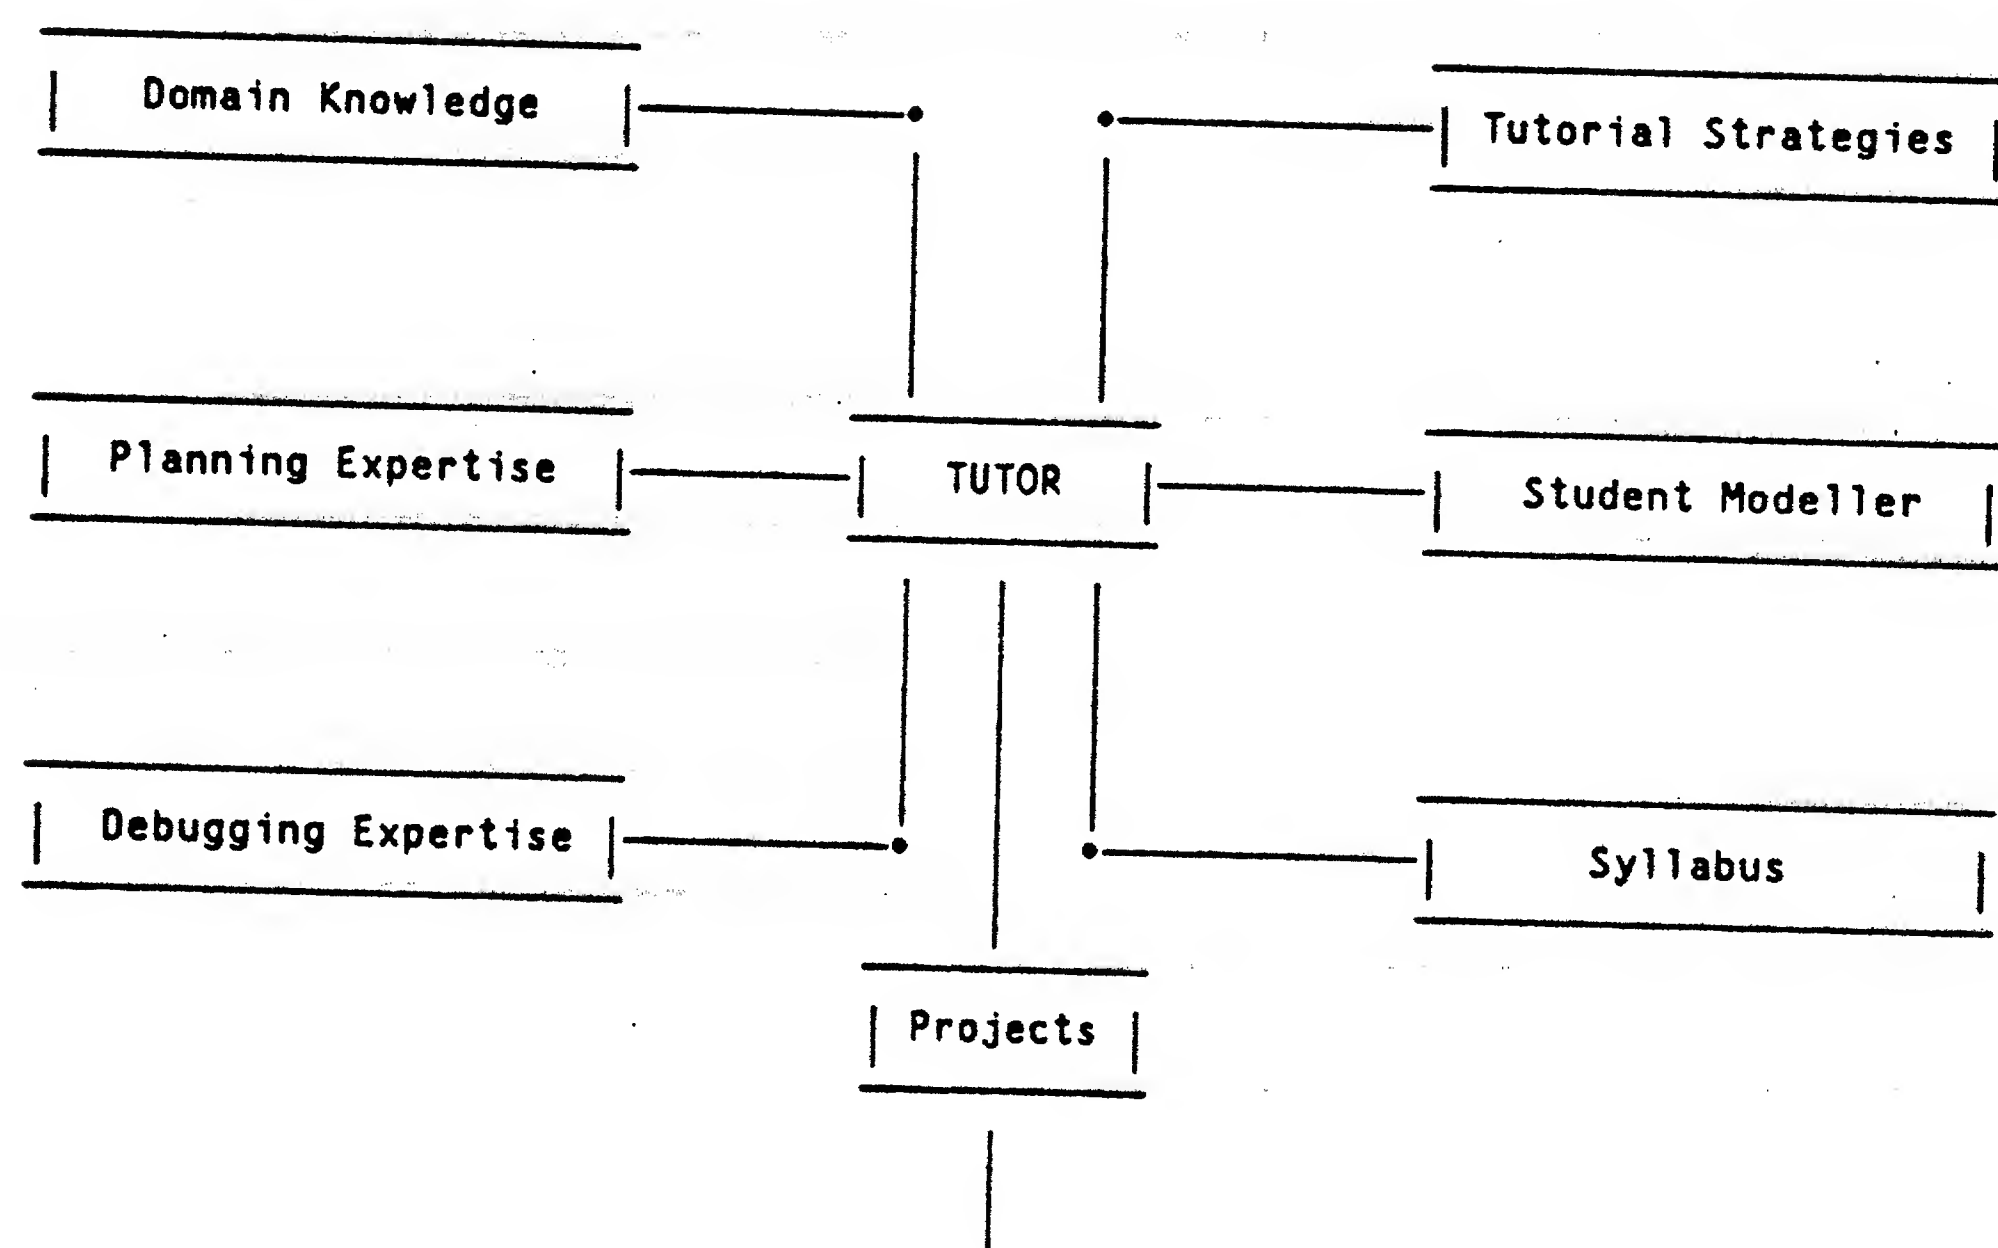 Domain Knowledge
Tutorial Strategies
Planning Expertise
TUTOR
Student Modeller
Debugging Expertise
Syllabus
Projects